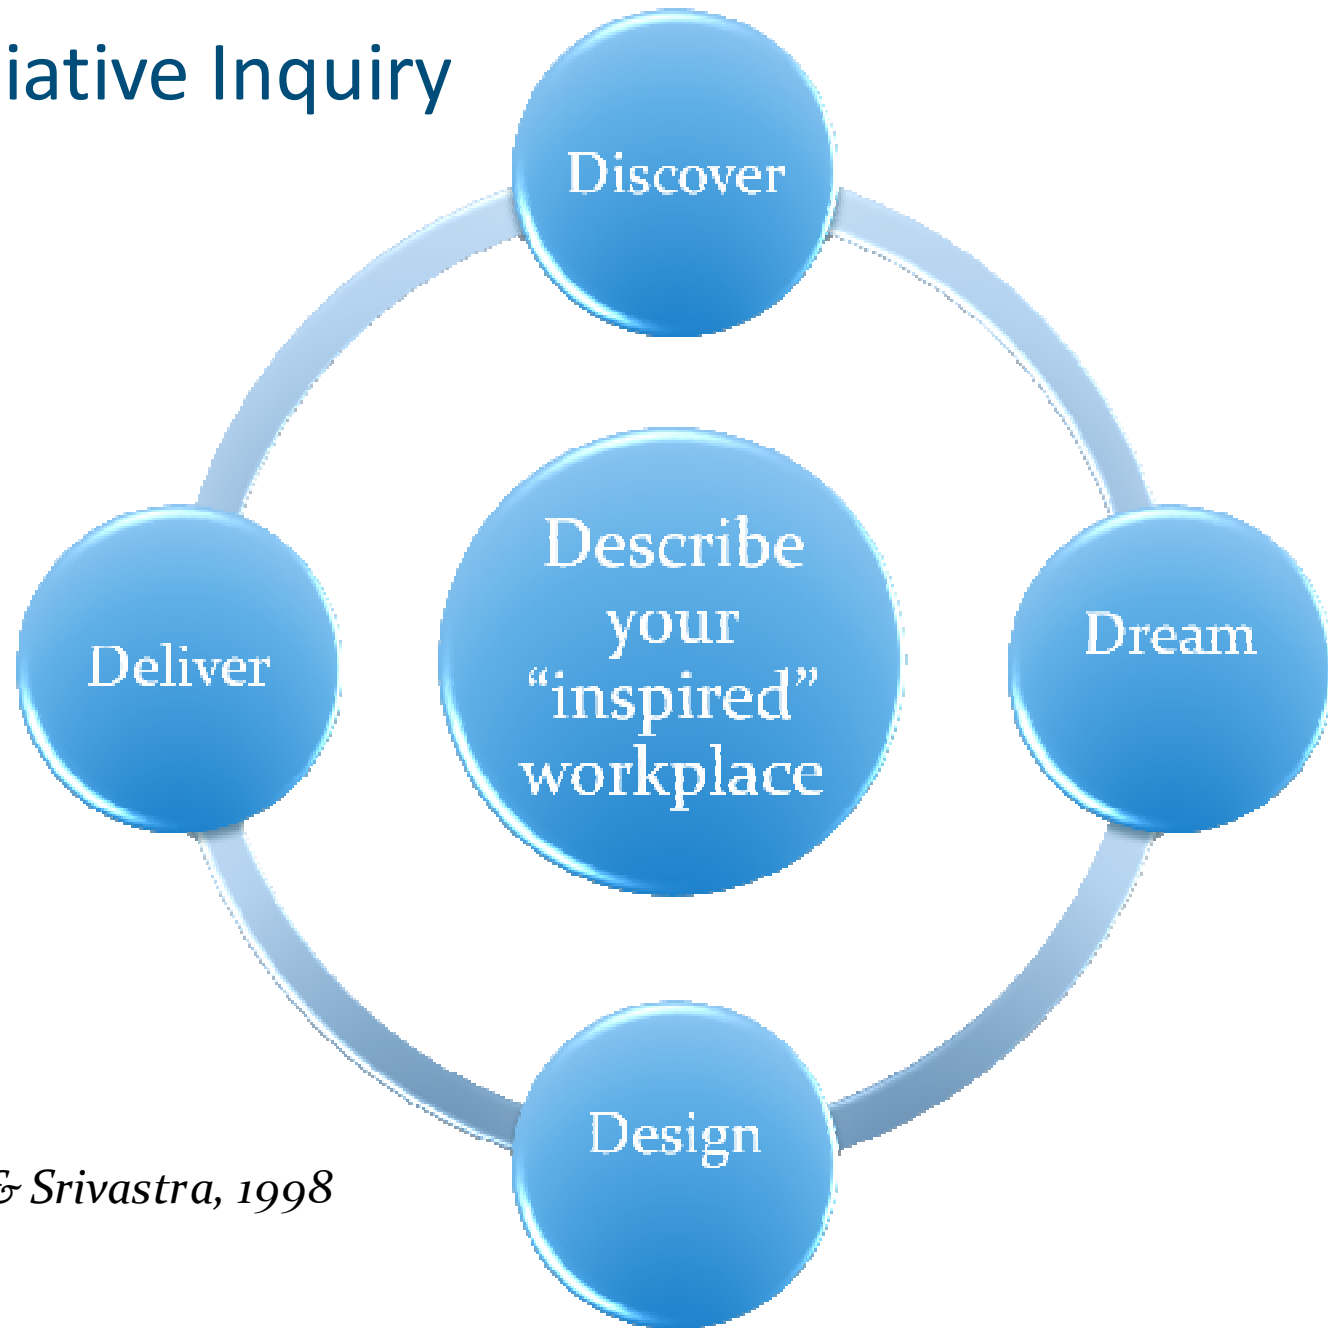 iative Inquiry
Discover
Describe
your
“inspired”
workplace
Dream
Deliver
Design
& Srivastra, 1998